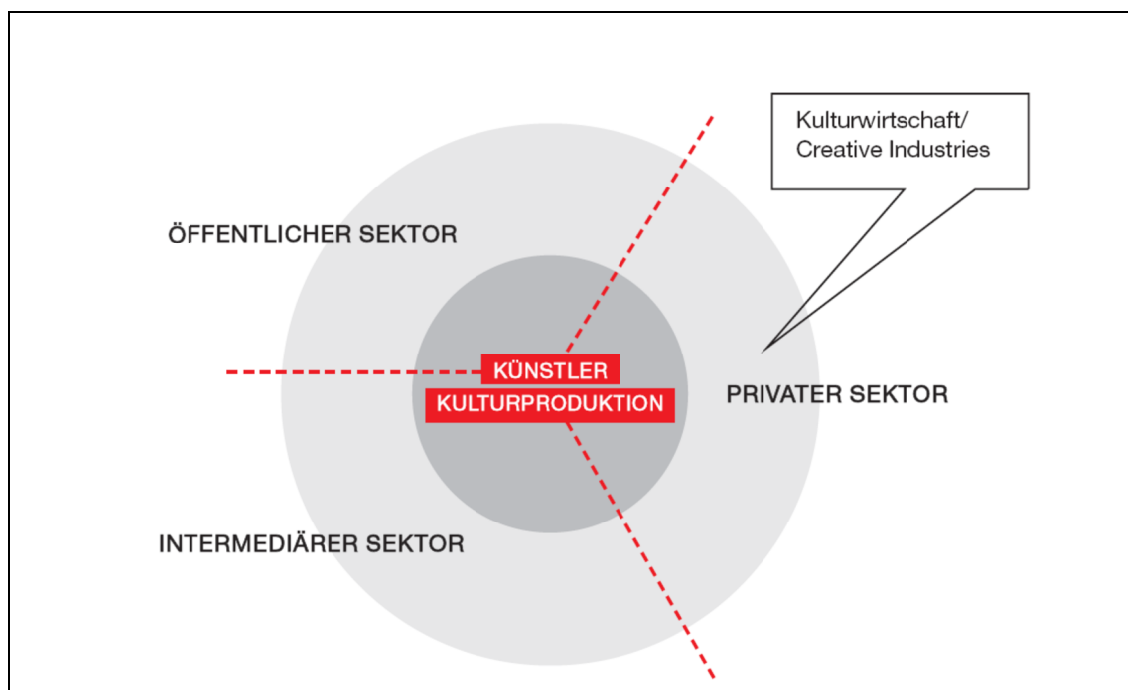 Kulturwirtschaft/
Creative Industries
ÖFFENTLICHER SEKTOR
KÜNSTLER
KULTURPRODUKTION
PRIVATER SEKTOR
INTERMEDIÄRER SEKTOR